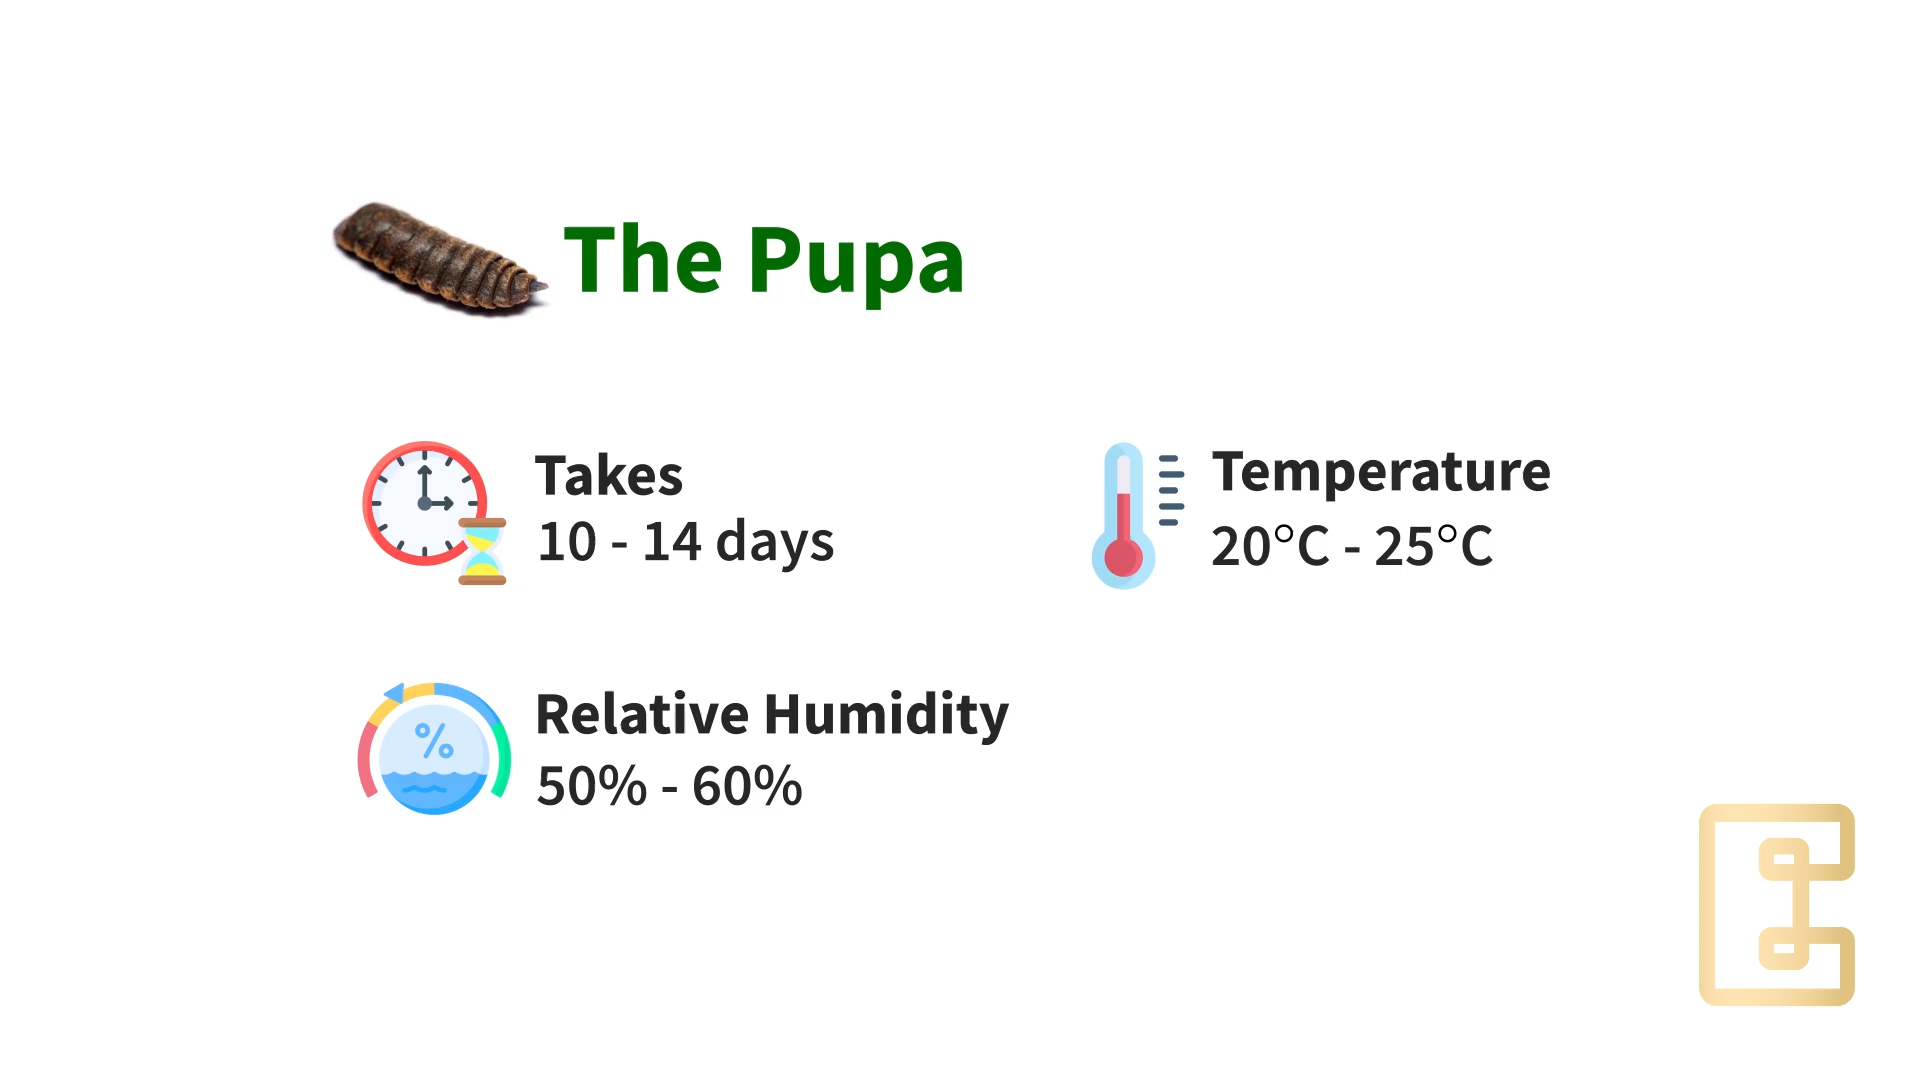 The Pupa
Takes
10 - 14 days
Temperature
20°C - 25°C
%
Relative Humidity
50% - 60%